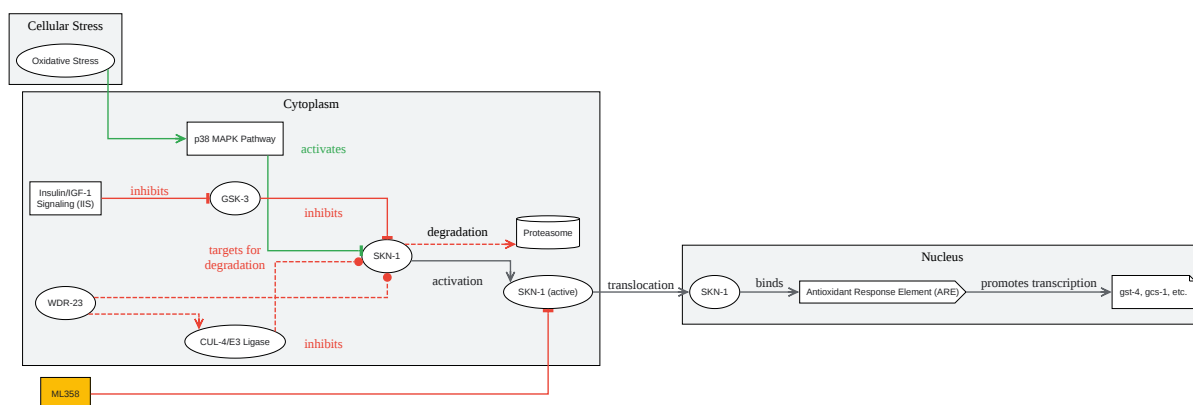 Cellular Stress
Oxidative Stress
Cytoplasm
p38 MAPK Pathway
activates
Insulin/IGF-1
Signaling (IIS)
inhibits
GSK-3
inhibits
targets for
degradation
SKN-1
degradation
Proteasome
activation
SKN-1 (active)
WDR-23
CUL-4/E3 Ligase
inhibits
ML358
translocation
Nucleus
SKN-1
binds
Antioxidant Response Element (ARE)
promotes transcription
gst-4, gcs-1, etc.